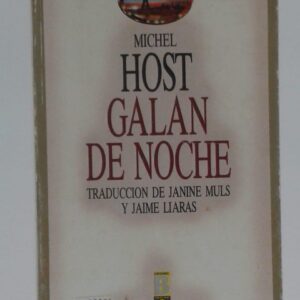 MICHEL
HOST
GALAN
DE NOCHE
TRADUCCION DE JANINE MULS
Y JAIME LIARAS